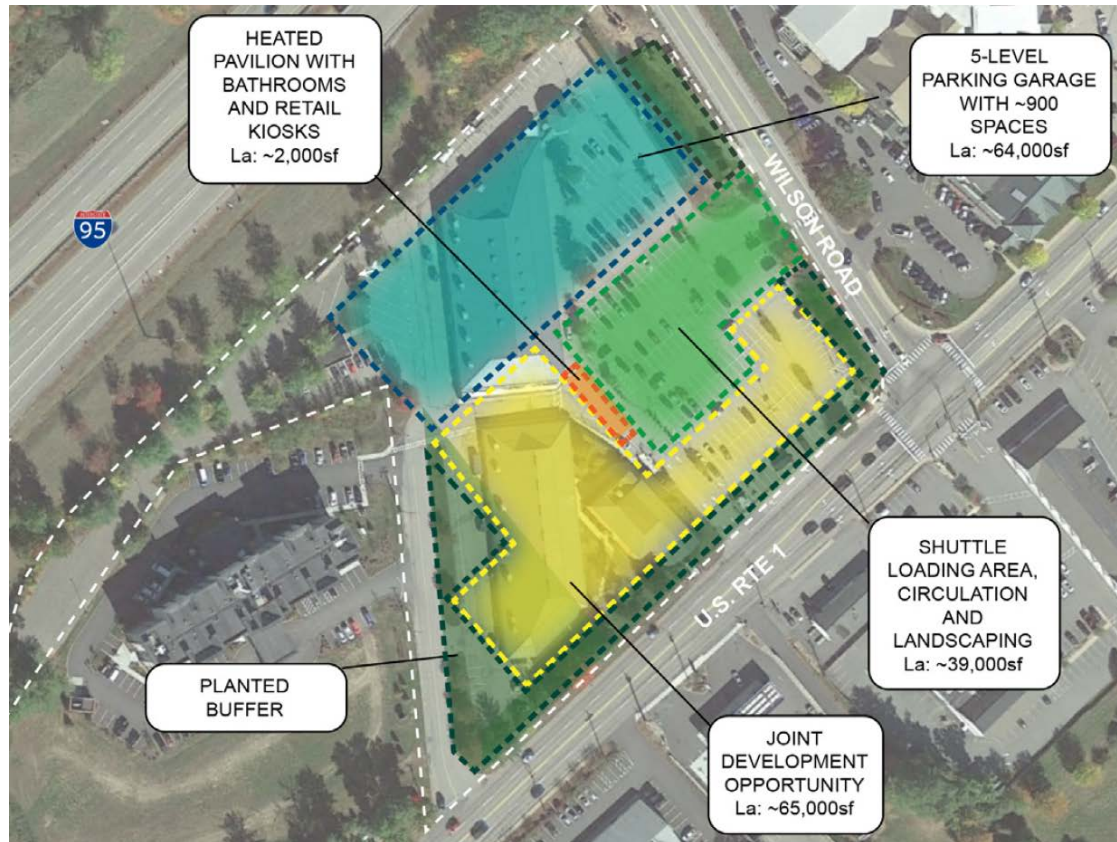 HEATED
PAVILION WITH
BATHROOMS
AND RETAIL
KIOSKS
La: ~2,000sf
5-LEVEL
PARKING GARAGE
WITH ~900
SPACES
La: ~64,000sf
WILSON ROAD
INTERSTATE
95
U.S. RTE 1
SHUTTLE
LOADING AREA,
CIRCULATION
AND
LANDSCAPING
La: ~39,000sf
PLANTED
BUFFER
JOINT
DEVELOPMENT
OPPORTUNITY
La: ~65,000sf